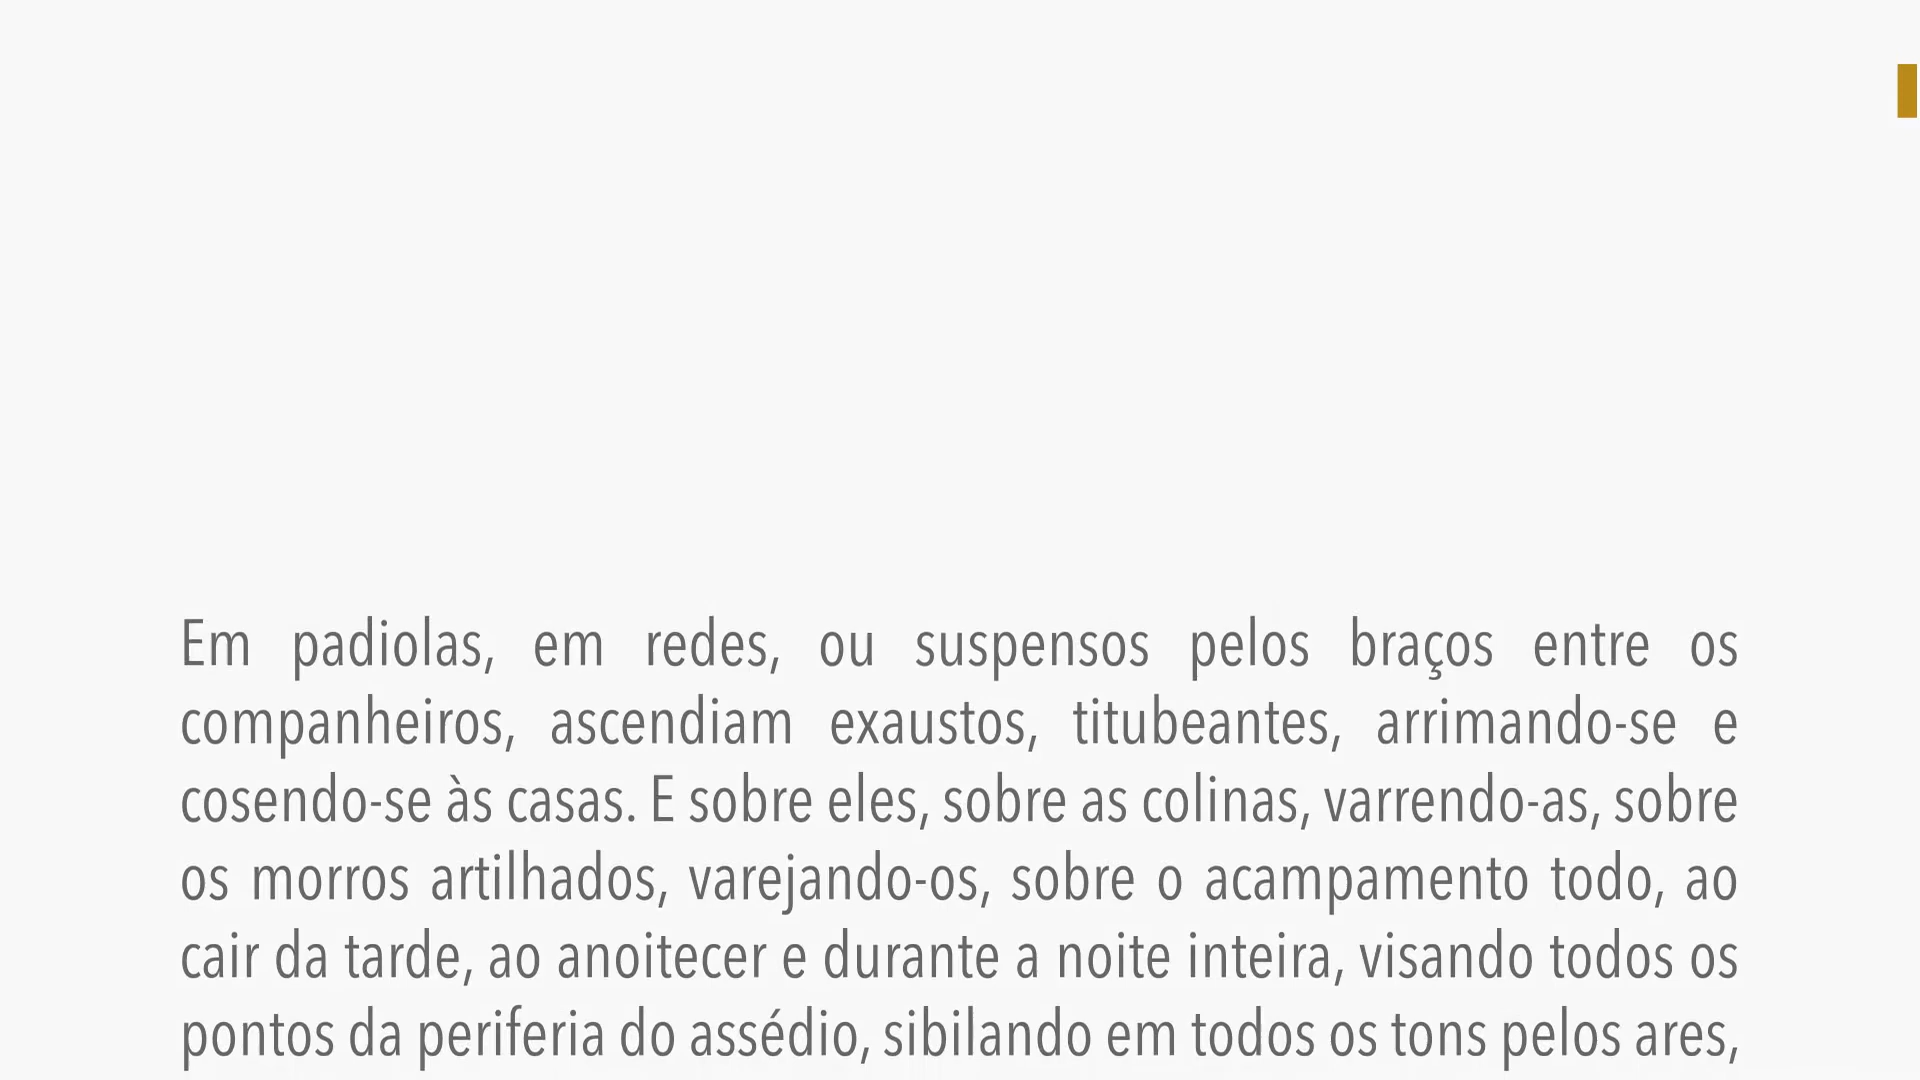 Em padiolas, em redes, ou suspensos pelos braços entre os
companheiros, ascendiam exaustos, titubeantes, arrimando-se e
cosendo-se às casas. E sobre eles, sobre as colinas, varrendo-as, sobre
os morros artilhados, varejando-os, sobre o acampamento todo, ao
cair da tarde, ao anoitecer e durante a noite inteira, visando todos os
pontos da periferia do assédio, sibilando em todos os tons pelos ares,